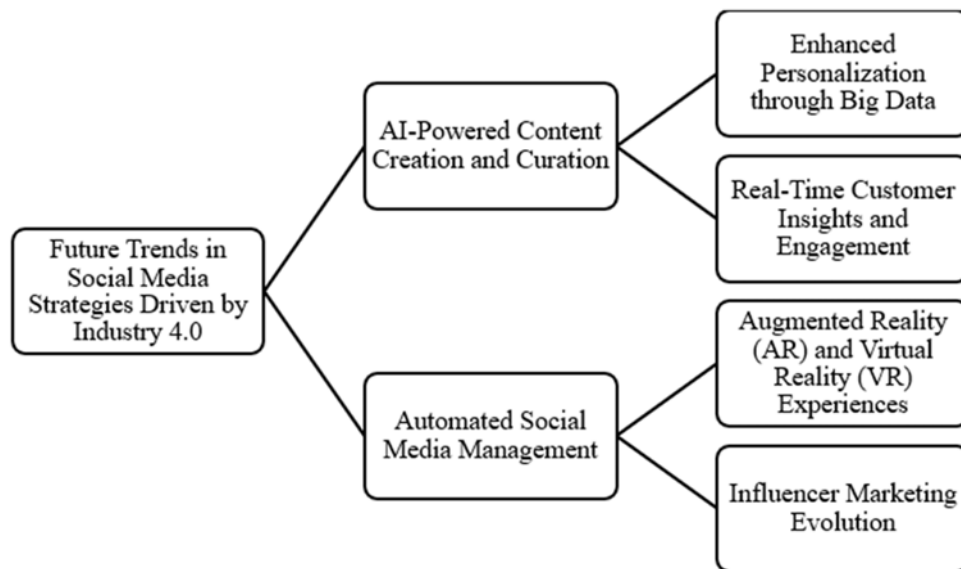 Future Trends in
Social Media
Strategies Driven by
Industry 4.0
AI-Powered Content
Creation and Curation
Enhanced
Personalization
through Big Data
Real-Time Customer
Insights and
Engagement
Automated Social
Media Management
Augmented Reality
(AR) and Virtual
Reality (VR)
Experiences
Influencer Marketing
Evolution